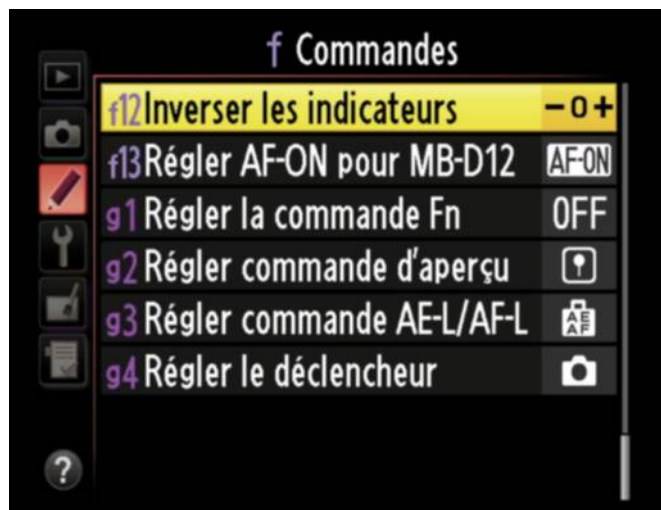 f Commandes
f12 Inverser les indicateurs -0+
f13 Régler AF-ON pour MB-D12 AF-ON
g1 Régler la commande Fn OFF
g2 Régler commande d'aperçu
g3 Régler commande AE-L/AF-L AE AF
g4 Régler le déclencheur
?